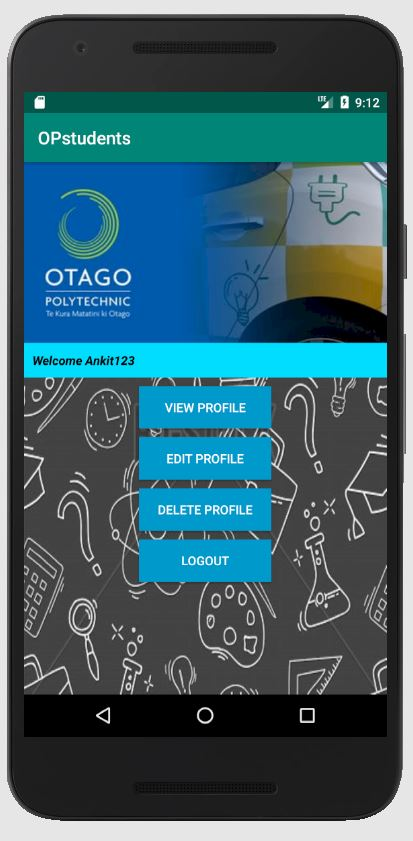 LTE
9:12
OPstudents
OTAGO
POLYTECHNIC
Te Kura Matatini ki Otago
Welcome Ankit123
VIEW PROFILE
EDIT PROFILE
DELETE PROFILE
LOGOUT